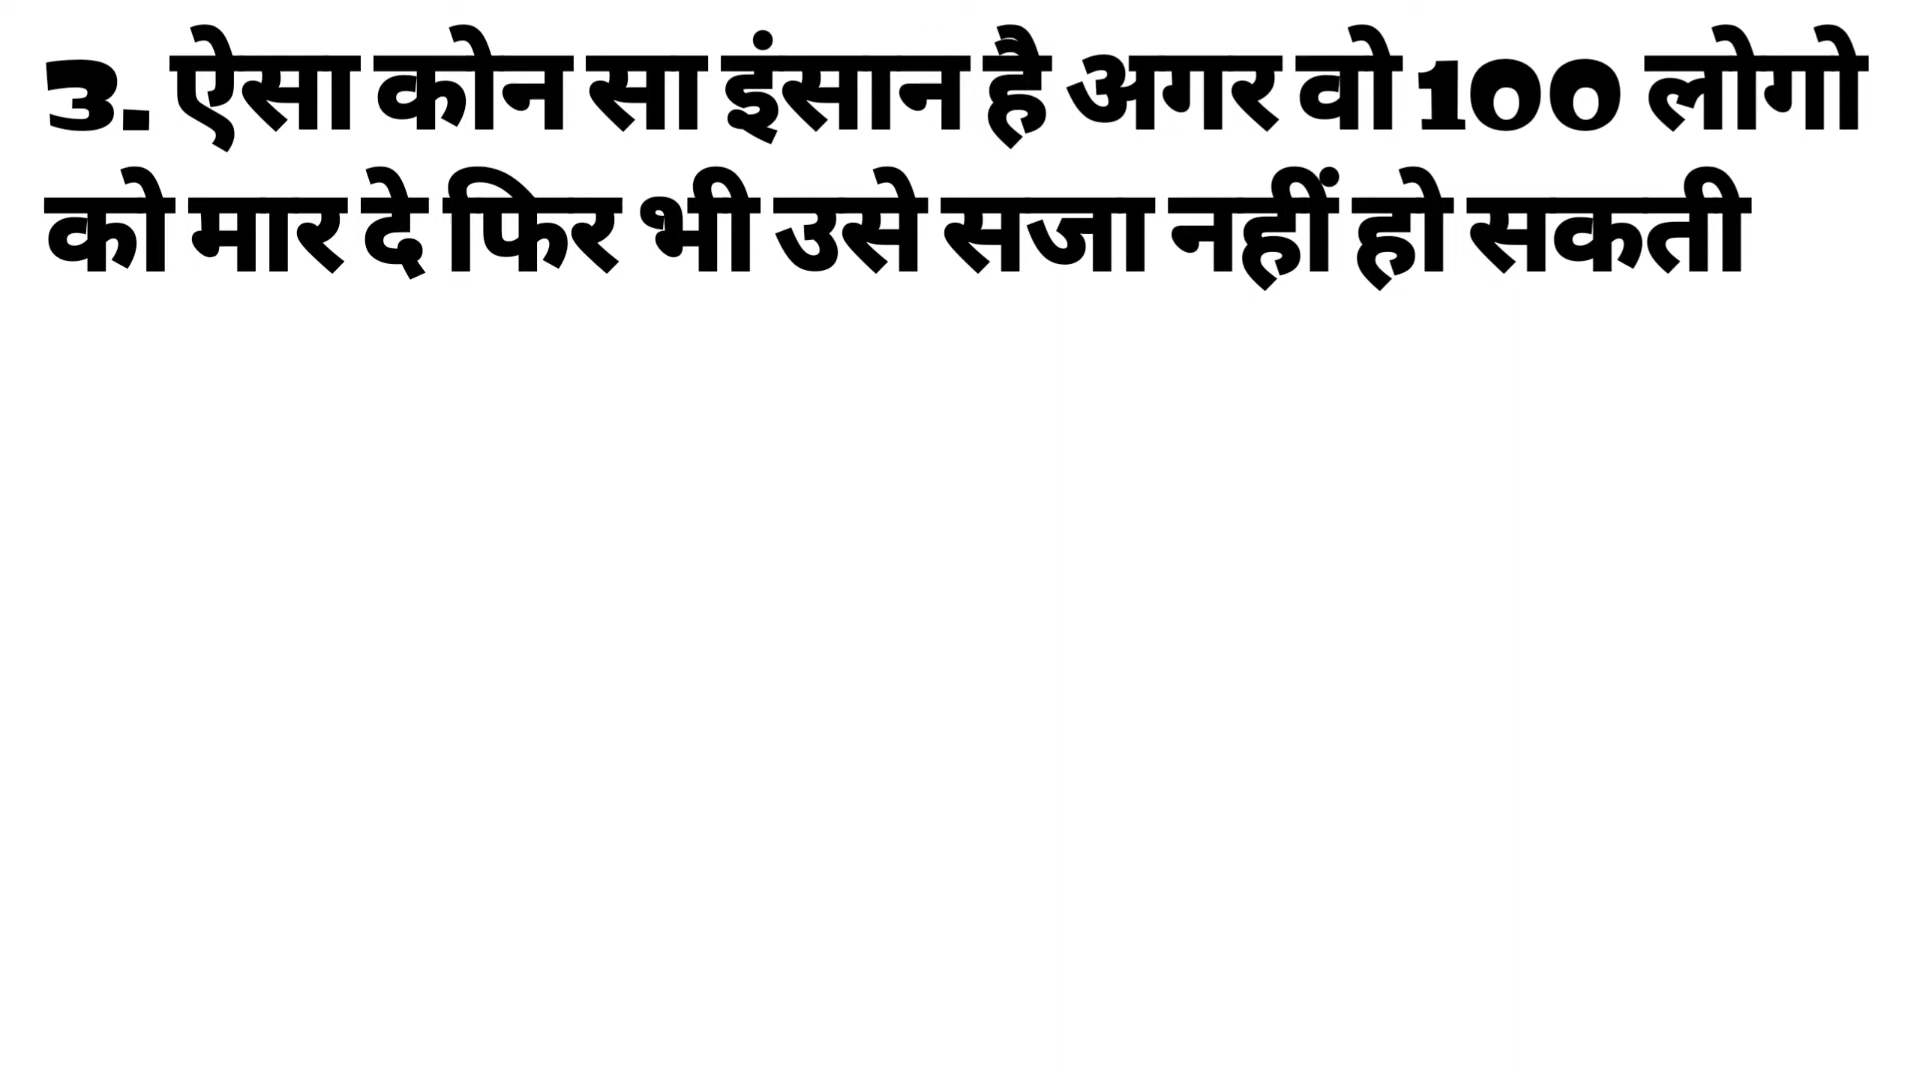 3. ऐसा कोन सा इंसान है अगर वो 100 लोगो
को मार दे फिर भी उसे सजा नहीं हो सकती